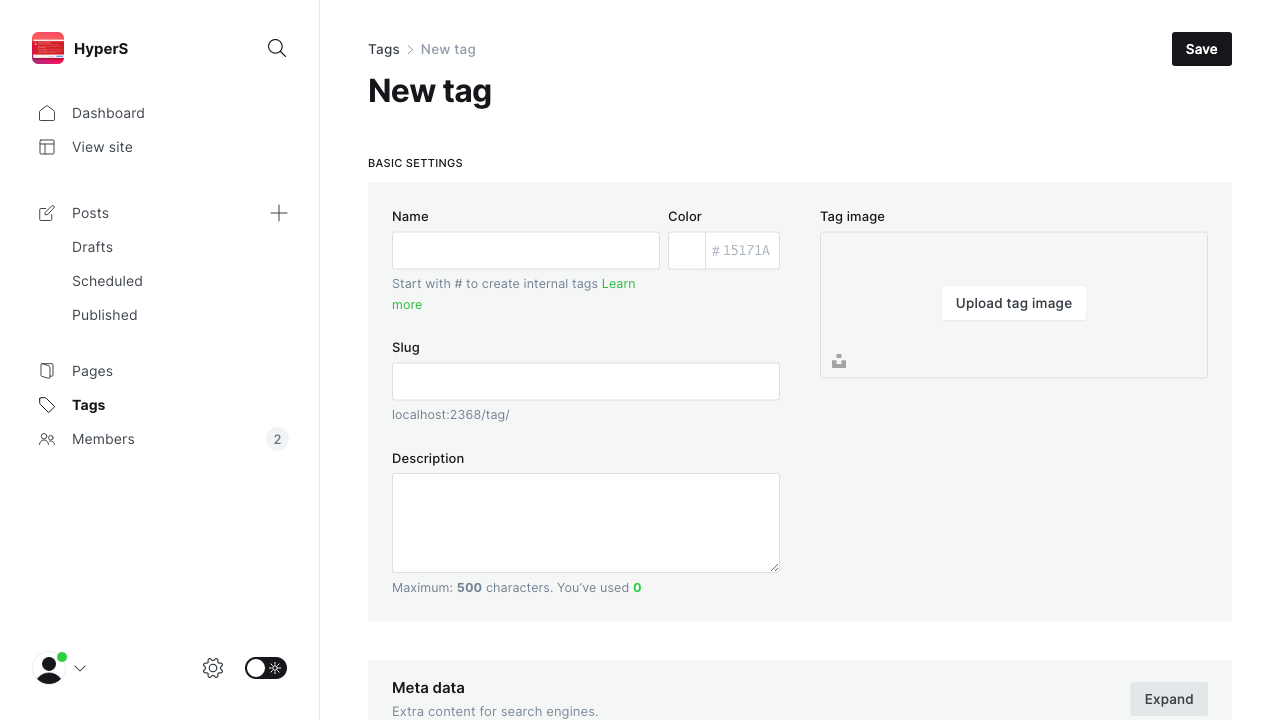 HyperS
Dashboard
View site
Posts
Drafts
Scheduled
Published
Pages
Tags
Members
2
Tags
New tag
Save
New tag
BASIC SETTINGS
Name
Start with # to create internal tags Learn
more
Color
# 15171A
Slug
localhost:2368/tag/
Description
Maximum: 500 characters. You’ve used 0
Tag image
Upload tag image
Meta data
Extra content for search engines.
Expand